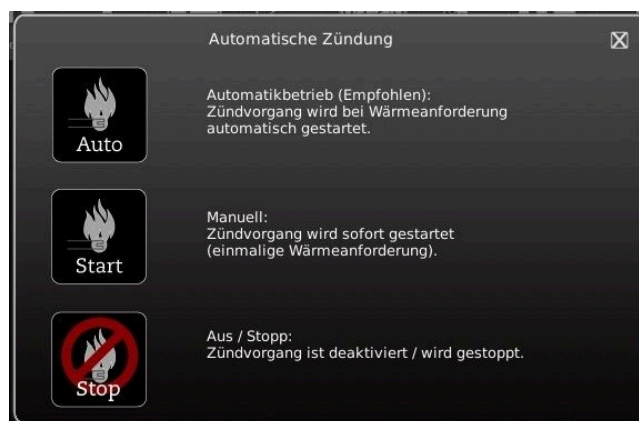 Automatische Zündung
Auto
Automatikbetrieb (Empfohlen):
Zündvorgang wird bei Wärmeanforderung
automatisch gestartet.
Start
Manuell:
Zündvorgang wird sofort gestartet
(einmalige Wärmeanforderung).
Stop
Aus / Stopp:
Zündvorgang ist deaktiviert / wird gestoppt.